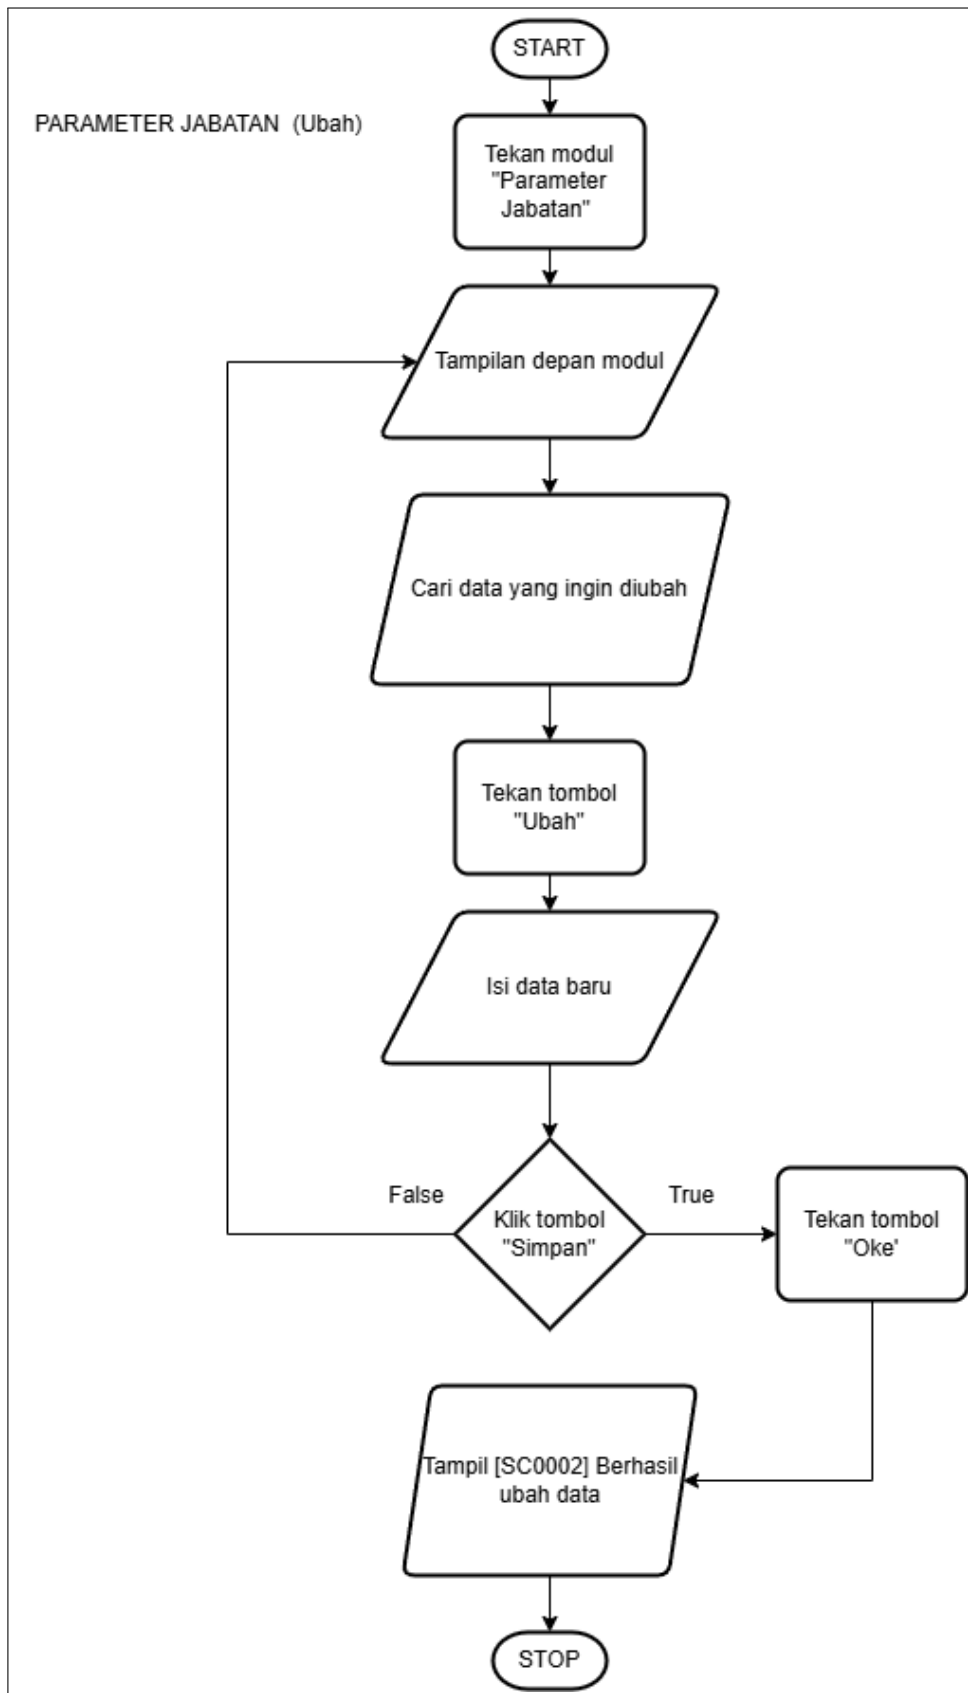 START
PARAMETER JABATAN (Ubah)
Tekan modul
"Parameter
Jabatan"
Tampilan depan modul
Cari data yang ingin diubah
Tekan tombol
"Ubah"
Isi data baru
False
True
Klik tombol
"Simpan"
Tekan tombol
"Oke'
Tampil [SC0002] Berhasil
ubah data
STOP